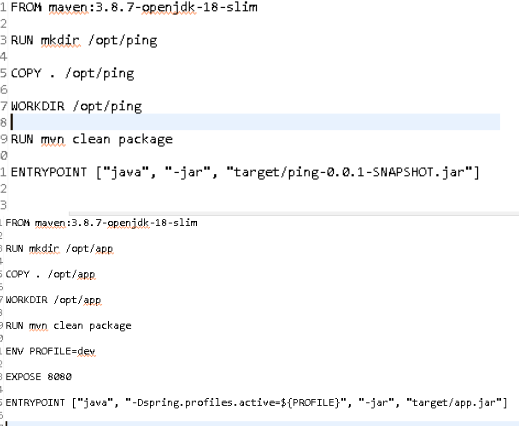 1 FROM maven:3.8.7-openjdk-18-slim
2
3 RUN mkdir /opt/ping
4
5 COPY . /opt/ping
6
7 WORKDIR /opt/ping
8
9 RUN mvn clean package
0
1 ENTRYPOINT ["java", "-jar", "target/ping-0.0.1-SNAPSHOT.jar"]
2
3
FROM maven:3.8.7-openjdk-18-slim
2
3 RUN mkdir /opt/app
4
5 COPY . /opt/app
6
7 WORKDIR /opt/app
8
9 RUN mvn clean package
0
1 ENV PROFILE=dev
2
3 EXPOSE 8080
4
5 ENTRYPOINT ["java", "-Dspring.profiles.active=${PROFILE}", "-jar", "target/app.jar"]
6